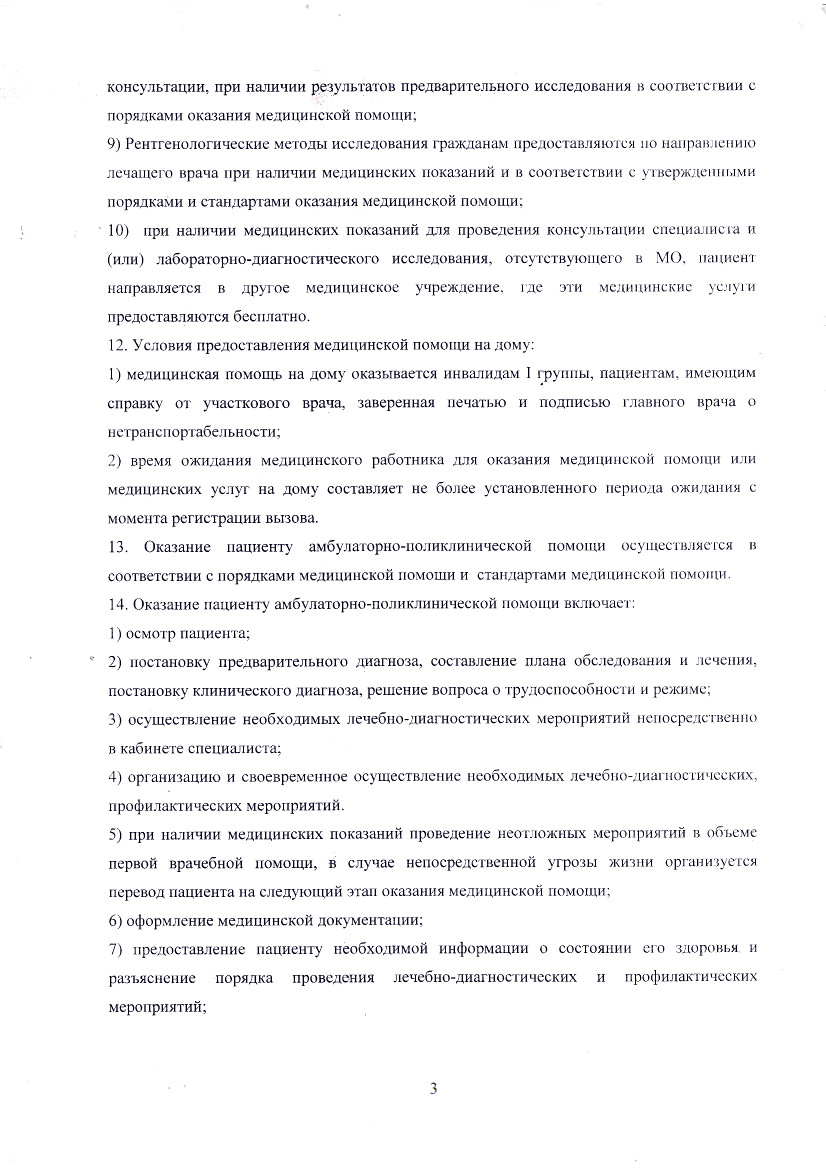 консультации, при наличии результатов предварительного исследования в соответствии с
порядками оказания медицинской помощи;
9) Рентгенологические методы исследования гражданам предоставляются по направлению
лечащего врача при наличии медицинских показаний и в соответствии с утвержденными
порядками и стандартами оказания медицинской помощи;
10) при наличии медицинских показаний для проведения консультации специалиста и
(или) лабораторно-диагностического исследования, отсутствующего в МО, пациент
направляется в другое медицинское учреждение, где эти медицинские услуги
предоставляются бесплатно.
12. Условия предоставления медицинской помощи на дому:
1) медицинская помощь на дому оказывается инвалидам I группы, пациентам, имеющим
справку от участкового врача, заверенная печатью и подписью главного врача о
нетранспортабельности;
2) время ожидания медицинского работника для оказания медицинской помощи или
медицинских услуг на дому составляет не более установленного периода ожидания с
момента регистрации вызова.
13. Оказание пациенту амбулаторно-поликлинической помощи осуществляется в
соответствии с порядками медицинской помощи и стандартами медицинской помощи.
14. Оказание пациенту амбулаторно-поликлинической помощи включает:
1) осмотр пациента;
2) постановку предварительного диагноза, составление плана обследования и лечения,
постановку клинического диагноза, решение вопроса о трудоспособности и режиме;
3) осуществление необходимых лечебно-диагностических мероприятий непосредственно
в кабинете специалиста;
4) организацию и своевременное осуществление необходимых лечебно-диагностических,
профилактических мероприятий.
5) при наличии медицинских показаний проведение неотложных мероприятий в объеме
первой врачебной помощи, в случае непосредственной угрозы жизни организуется
перевод пациента на следующий этап оказания медицинской помощи;
6) оформление медицинской документации;
7) предоставление пациенту необходимой информации о состоянии его здоровья и
разъяснение порядка проведения лечебно-диагностических и профилактических
мероприятий;
3